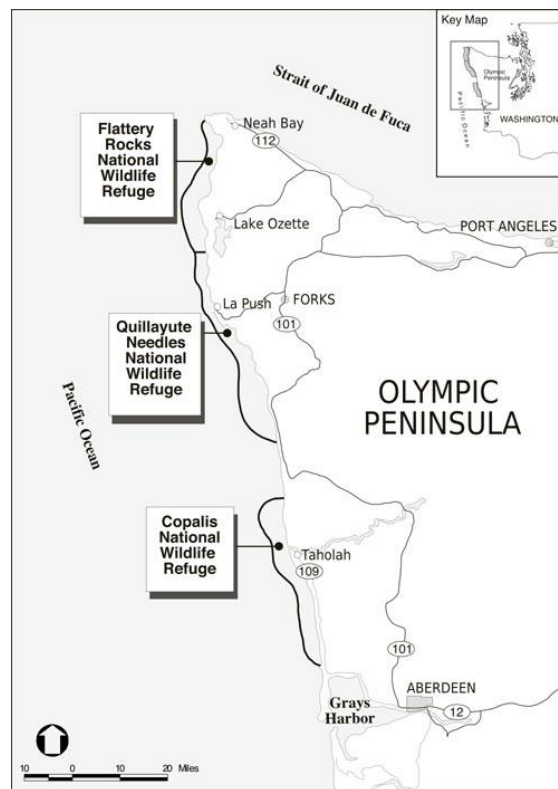 Key Map
Olympic
Peninsula
Pacific Ocean
WASHINGTON
Strait of Juan de Fuca
Flattery
Rocks
National
Wildlife
Refuge
Neah Bay
112
Lake Ozette
PORT ANGELES
La Push
FORKS
101
Quillayute
Needles
National
Wildlife
Refuge
Pacific Ocean
OLYMPIC
PENINSULA
Copalis
National
Wildlife
Refuge
Taholah
109
101
ABERDEEN
Grays
Harbor
12
10 0 10 20 Miles